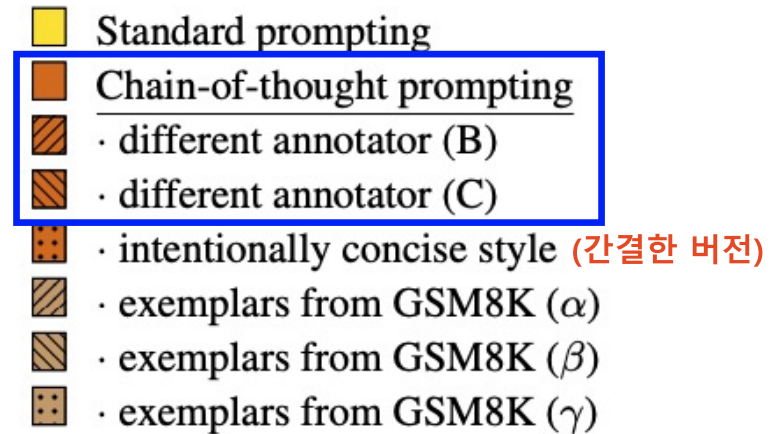 Standard prompting
Chain-of-thought prompting
· different annotator (B)
· different annotator (C)
· intentionally concise style (간결한 버전)
· exemplars from GSM8K (α)
· exemplars from GSM8K (β)
· exemplars from GSM8K (γ)